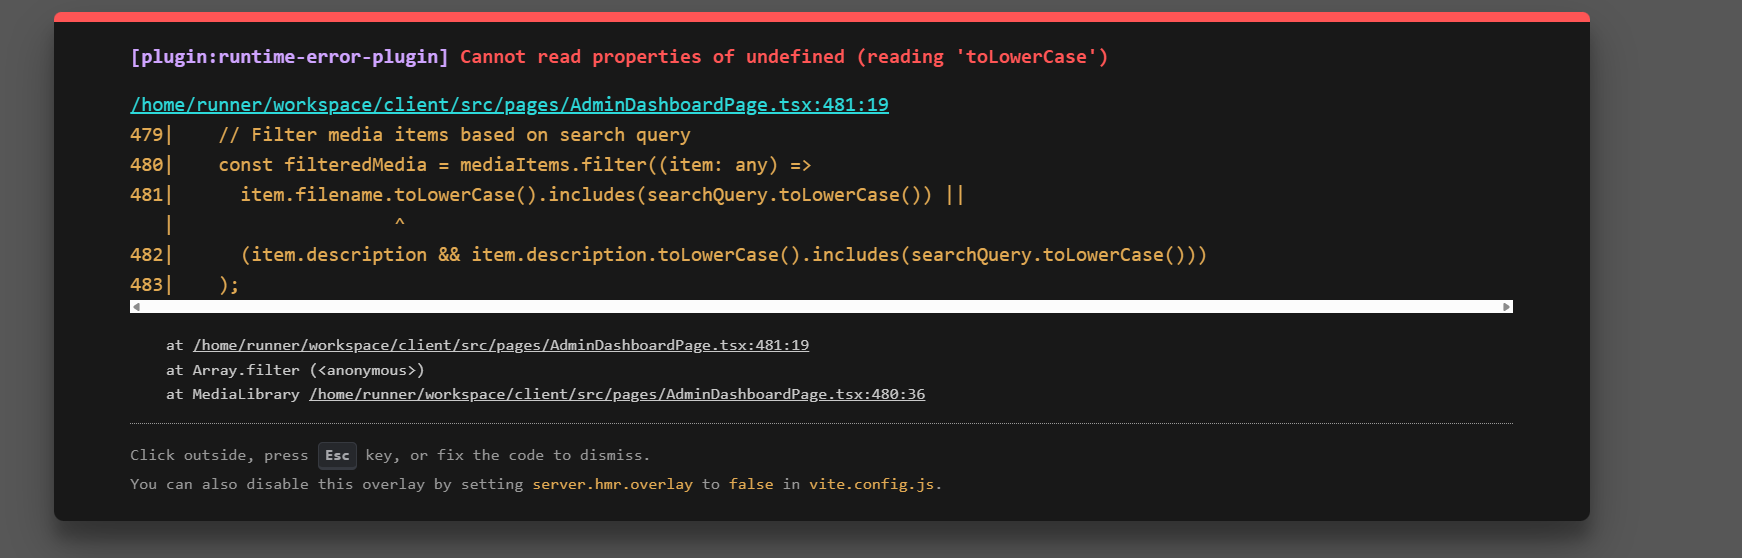 [plugin:runtime-error-plugin] Cannot read properties of undefined (reading 'toLowerCase')
/home/runner/workspace/client/src/pages/AdminDashboardPage.tsx:481:19
479|    // Filter media items based on search query
480|    const filteredMedia = mediaItems.filter((item: any) =>
481|      item.filename.toLowerCase().includes(searchQuery.toLowerCase()) ||
   |                    ^
482|      (item.description && item.description.toLowerCase().includes(searchQuery.toLowerCase()))
483|    );
at /home/runner/workspace/client/src/pages/AdminDashboardPage.tsx:481:19
at Array.filter (<anonymous>)
at MediaLibrary /home/runner/workspace/client/src/pages/AdminDashboardPage.tsx:480:36
Click outside, press Esc key, or fix the code to dismiss.
You can also disable this overlay by setting server.hmr.overlay to false in vite.config.js.